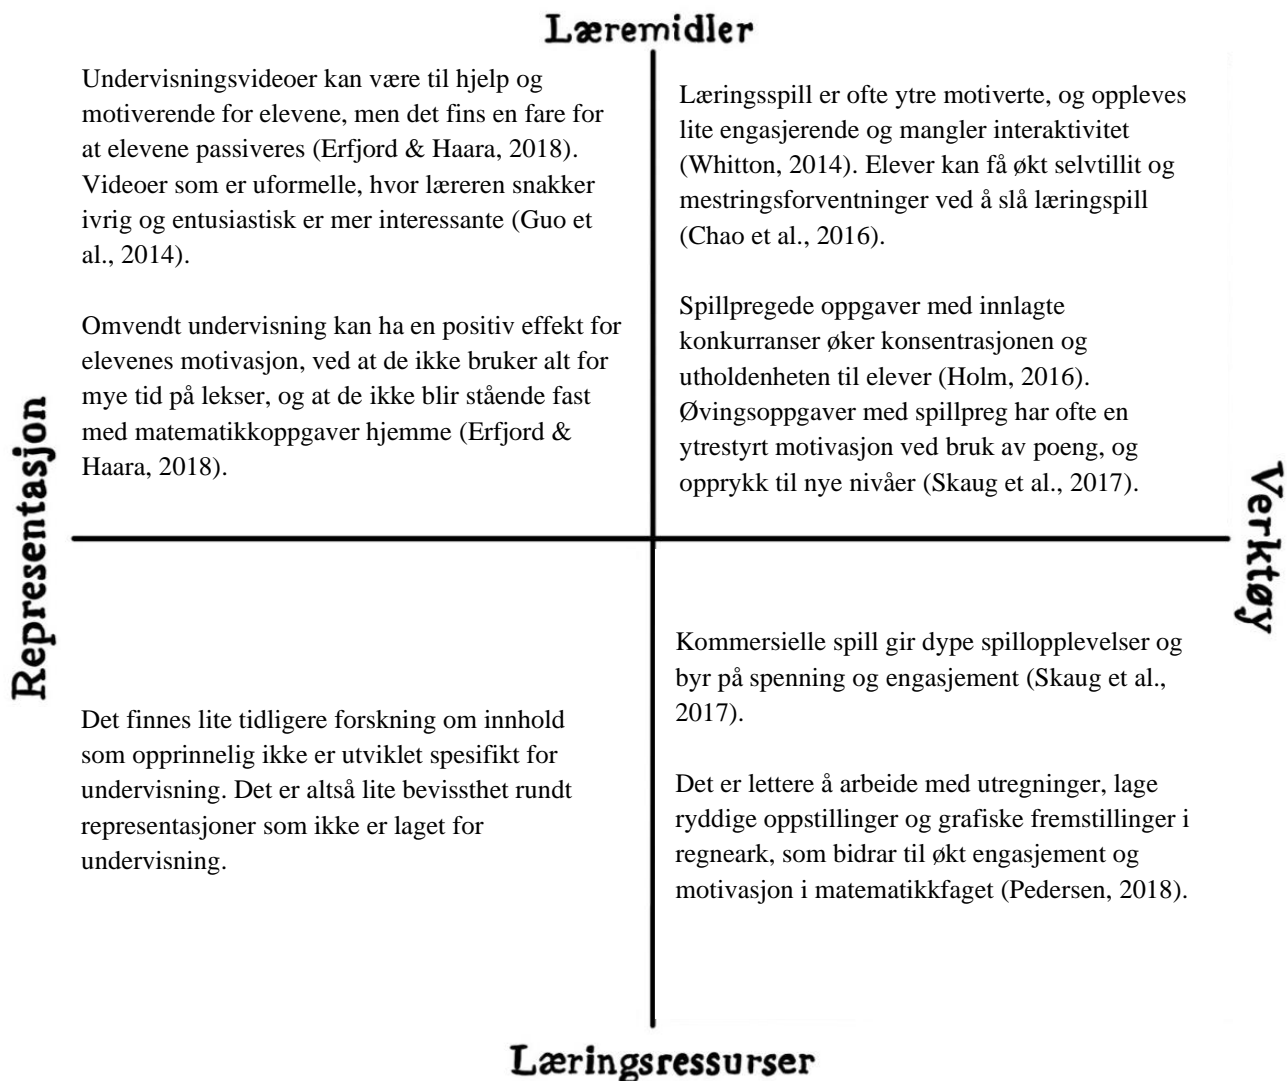 Læremidler
Undervisningsvideoer kan være til hjelp og
motiverende for elevene, men det fins en fare for
at elevene passiveres (Erfjord & Haara, 2018).
Videoer som er uformelle, hvor læreren snakker
ivrig og entusiastisk er mer interessante (Guo et
al., 2014).
Omvendt undervisning kan ha en positiv effekt for
elevenes motivasjon, ved at de ikke bruker alt for
mye tid på lekser, og at de ikke blir stående fast
med matematikkoppgaver hjemme (Erfjord &
Haara, 2018).
Læringsspill er ofte ytre motiverte, og oppleves
lite engasjerende og mangler interaktivitet
(Whitton, 2014). Elever kan få økt selvtillit og
mestringsforventninger ved å slå læringspill
(Chao et al., 2016).
Spillpregede oppgaver med innlagte
konkurranser øker konsentrasjonen og
utholdenheten til elever (Holm, 2016).
Øvingsoppgaver med spillpreg har ofte en
ytrestyrt motivasjon ved bruk av poeng, og
opprykk til nye nivåer (Skaug et al., 2017).
Representasjon
Verktøy
Det finnes lite tidligere forskning om innhold
som opprinnelig ikke er utviklet spesifikt for
undervisning. Det er altså lite bevissthet rundt
representasjoner som ikke er laget for
undervisning.
Kommersielle spill gir dype spillopplevelser og
byr på spenning og engasjement (Skaug et al.,
2017).
Det er lettere å arbeide med utregninger, lage
ryddige oppstillinger og grafiske fremstillinger i
regneark, som bidrar til økt engasjement og
motivasjon i matematikkfaget (Pedersen, 2018).
Læringsressurser